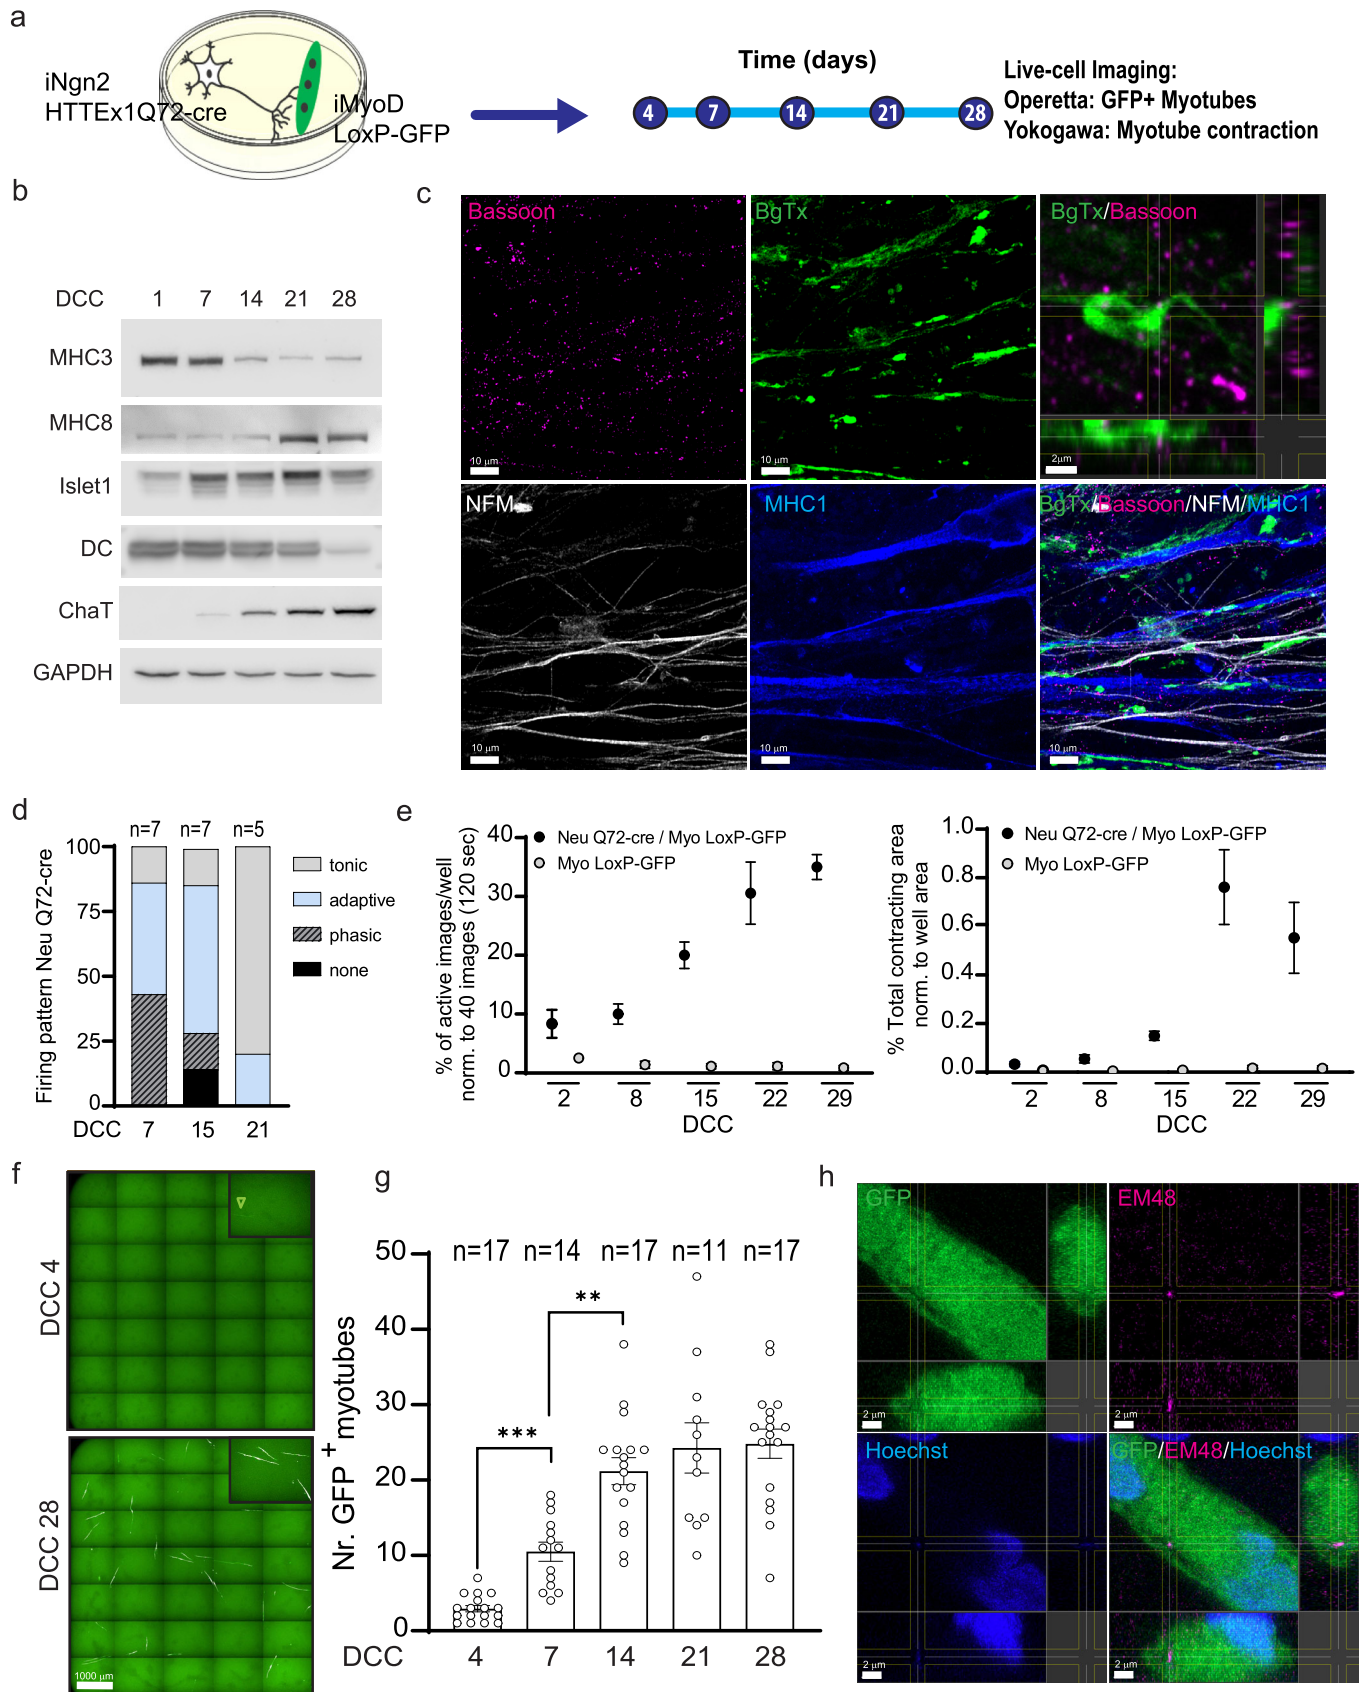 a
iNgn2
HTTEx1Q72-cre
iMyoD
LoxP-GFP
Time (days)
4 7 14 21 28
Live-cell Imaging:
Operetta: GFP+ Myotubes
Yokogawa: Myotube contraction
b
DCC 1 7 14 21 28
MHC3
MHC8
Islet1
DC
ChaT
GAPDH
c
Bassoon
10 µm
BgTx
10 µm
BgTx/Bassoon
2µm
NFM
10 µm
MHC1
10 µm
BgTx/Bassoon/NFM/MHC1
10 µm
d
Firing pattern Neu Q72-cre
n=7 n=7 n=5
100
75
50
25
0
DCC 7 15 21
tonic
adaptive
phasic
none
e
% of active images/well
norm. to 40 images (120 sec)
40
30
20
10
0
Neu Q72-cre / Myo LoxP-GFP
Myo LoxP-GFP
2 8 15 22 29
DCC
% Total contracting area
norm. to well area
1.0
0.8
0.6
0.4
0.2
0.0
Neu Q72-cre / Myo LoxP-GFP
Myo LoxP-GFP
2 8 15 22 29
DCC
f
DCC 4
DCC 28
1000 µm
g
Nr. GFP+ myotubes
n=17 n=14 n=17 n=11 n=17
50
40
30
20
10
0
***
**
DCC 4 7 14 21 28
h
GFP
2 µm
EM48
2 µm
Hoechst
2 µm
GFP/EM48/Hoechst
2 µm